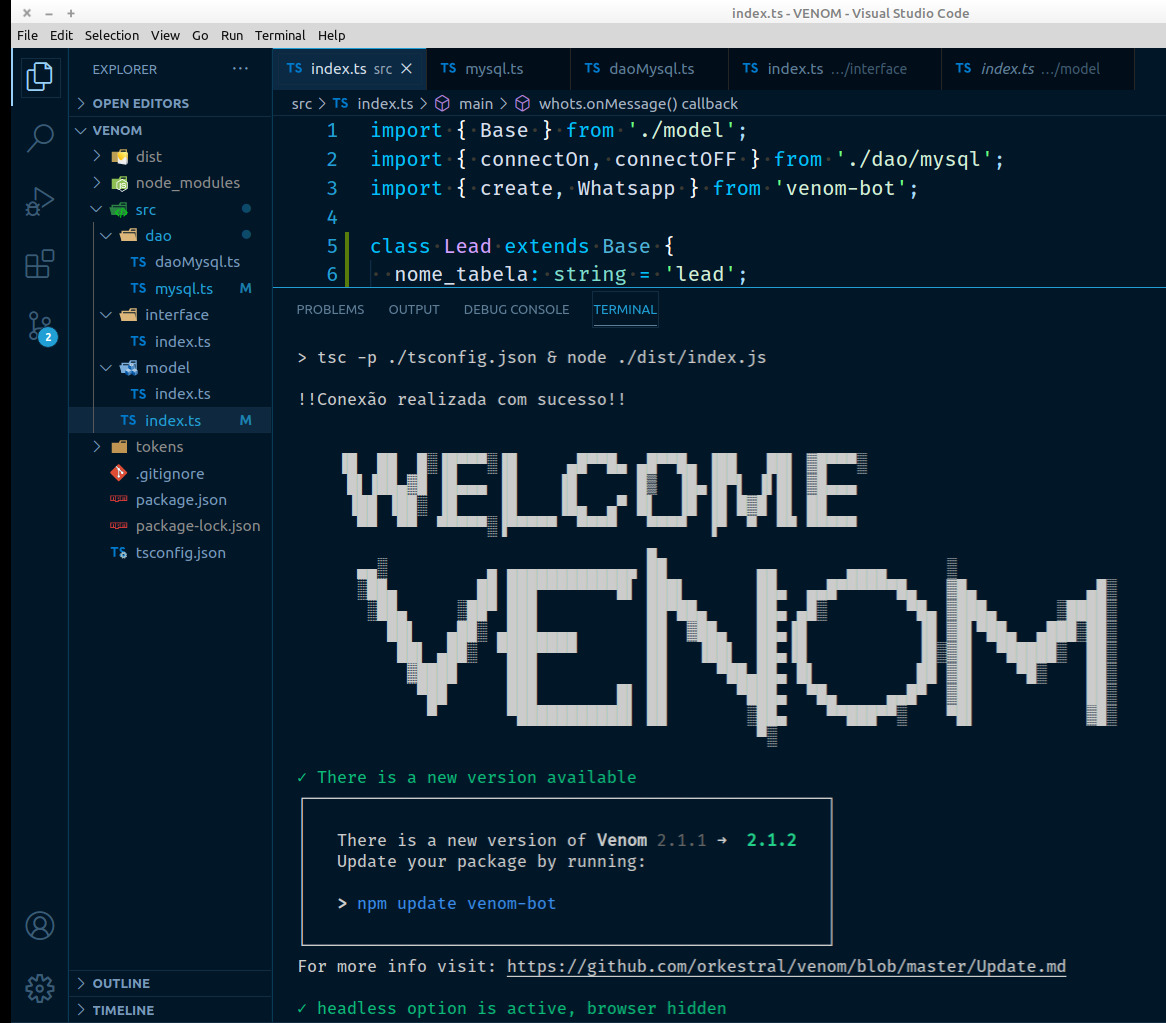 index.ts - VENOM - Visual Studio Code
File Edit Selection View Go Run Terminal Help
EXPLORER ···
OPEN EDITORS
VENOM
dist
node_modules
src
dao
TS daoMysql.ts
TS mysql.ts M
interface
TS index.ts
model
TS index.ts
TS index.ts M
tokens
.gitignore
package.json
package-lock.json
TS tsconfig.json
2
OUTLINE
TIMELINE
TS index.ts src TS mysql.ts TS daoMysql.ts TS index.ts .../interface TS index.ts .../model
src > TS index.ts > main > whots.onMessage() callback
1 import { Base } from './model';
2 import { connectOn, connectOFF } from './dao/mysql';
3 import { create, Whatsapp } from 'venom-bot';
4
5 class Lead extends Base {
6 nome_tabela: string = 'lead';
PROBLEMS OUTPUT DEBUG CONSOLE TERMINAL
> tsc -p ./tsconfig.json & node ./dist/index.js
!!Conexão realizada com sucesso!!
WELCOME
VENOM
✓ There is a new version available
There is a new version of Venom 2.1.1 → 2.1.2
Update your package by running:
> npm update venom-bot
For more info visit: https://github.com/orkestral/venom/blob/master/Update.md
✓ headless option is active, browser hidden